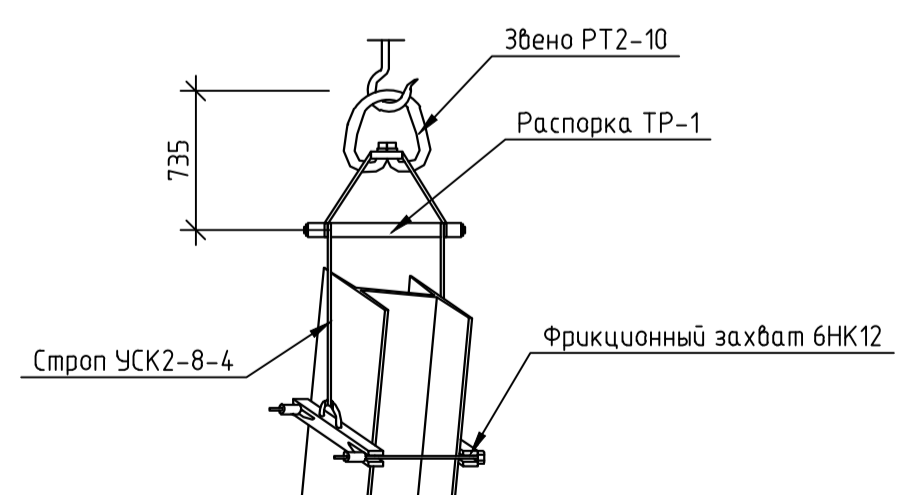 Звено РТ2-10
Распорка ТР-1
735
Фрикционный захват 6НК12
Строп УСК2-8-4